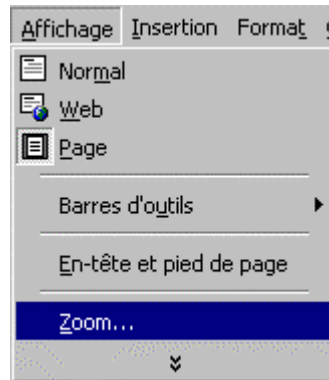 Affichage Insertion Format
Normal
Web
Page
Barres d'outils
En-tête et pied de page
Zoom...